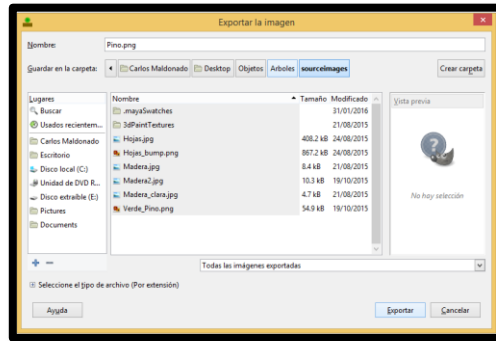 Exportar la imagen
Nombre: Pino.png
Guardar en la carpeta: Carlos Maldonado Desktop Objetos Arboles sourceimages Crear carpeta
Lugares
Buscar
Usados recientem...
Carlos Maldonado
Escritorio
Disco local (C:)
Unidad de DVD R...
Disco extraíble (E:)
Pictures
Documents
Nombre Tamaño Modificado
.mayaSwatches 31/01/2016
3dPaintTextures 21/08/2015
Hojas.jpg 408.2 kB 24/08/2015
Hojas_bump.png 867.2 kB 24/08/2015
Madera.jpg 8.4 kB 21/08/2015
Madera2.jpg 10.3 kB 19/10/2015
Madera_clara.jpg 4.7 kB 21/08/2015
Verde_Pino.png 54.9 kB 19/10/2015
Vista previa
No hay selección
Todas las imágenes exportadas
Seleccione el tipo de archivo (Por extensión)
Ayuda Exportar Cancelar